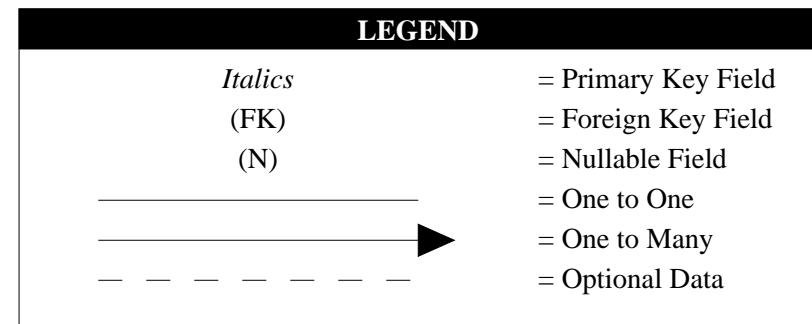 LEGEND
Italics = Primary Key Field
(FK) = Foreign Key Field
(N) = Nullable Field
= One to One
= One to Many
= Optional Data